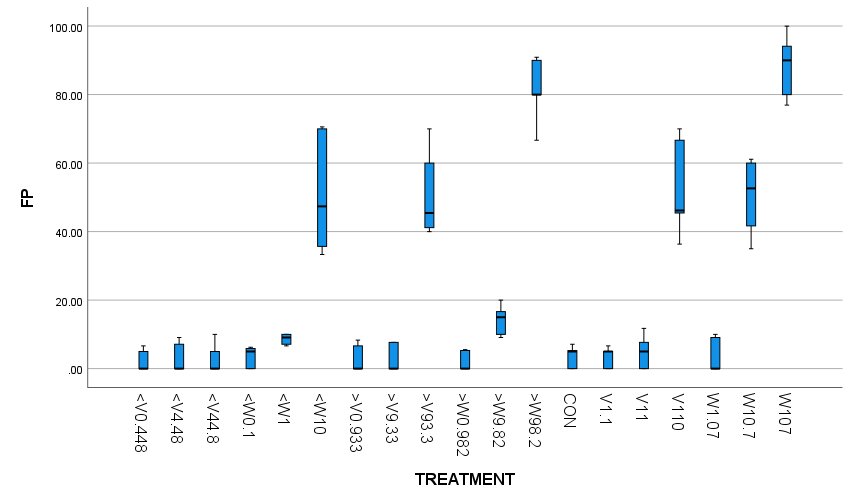 100.00
80.00
60.00
40.00
20.00
.00
FP
<V0.448
<V4.48
<V44.8
<W0.1
<W1
<W10
>V0.933
>V9.33
>V93.3
>W0.982
>W9.82
>W98.2
CON
V1.1
V11
V110
W1.07
W10.7
W107
TREATMENT